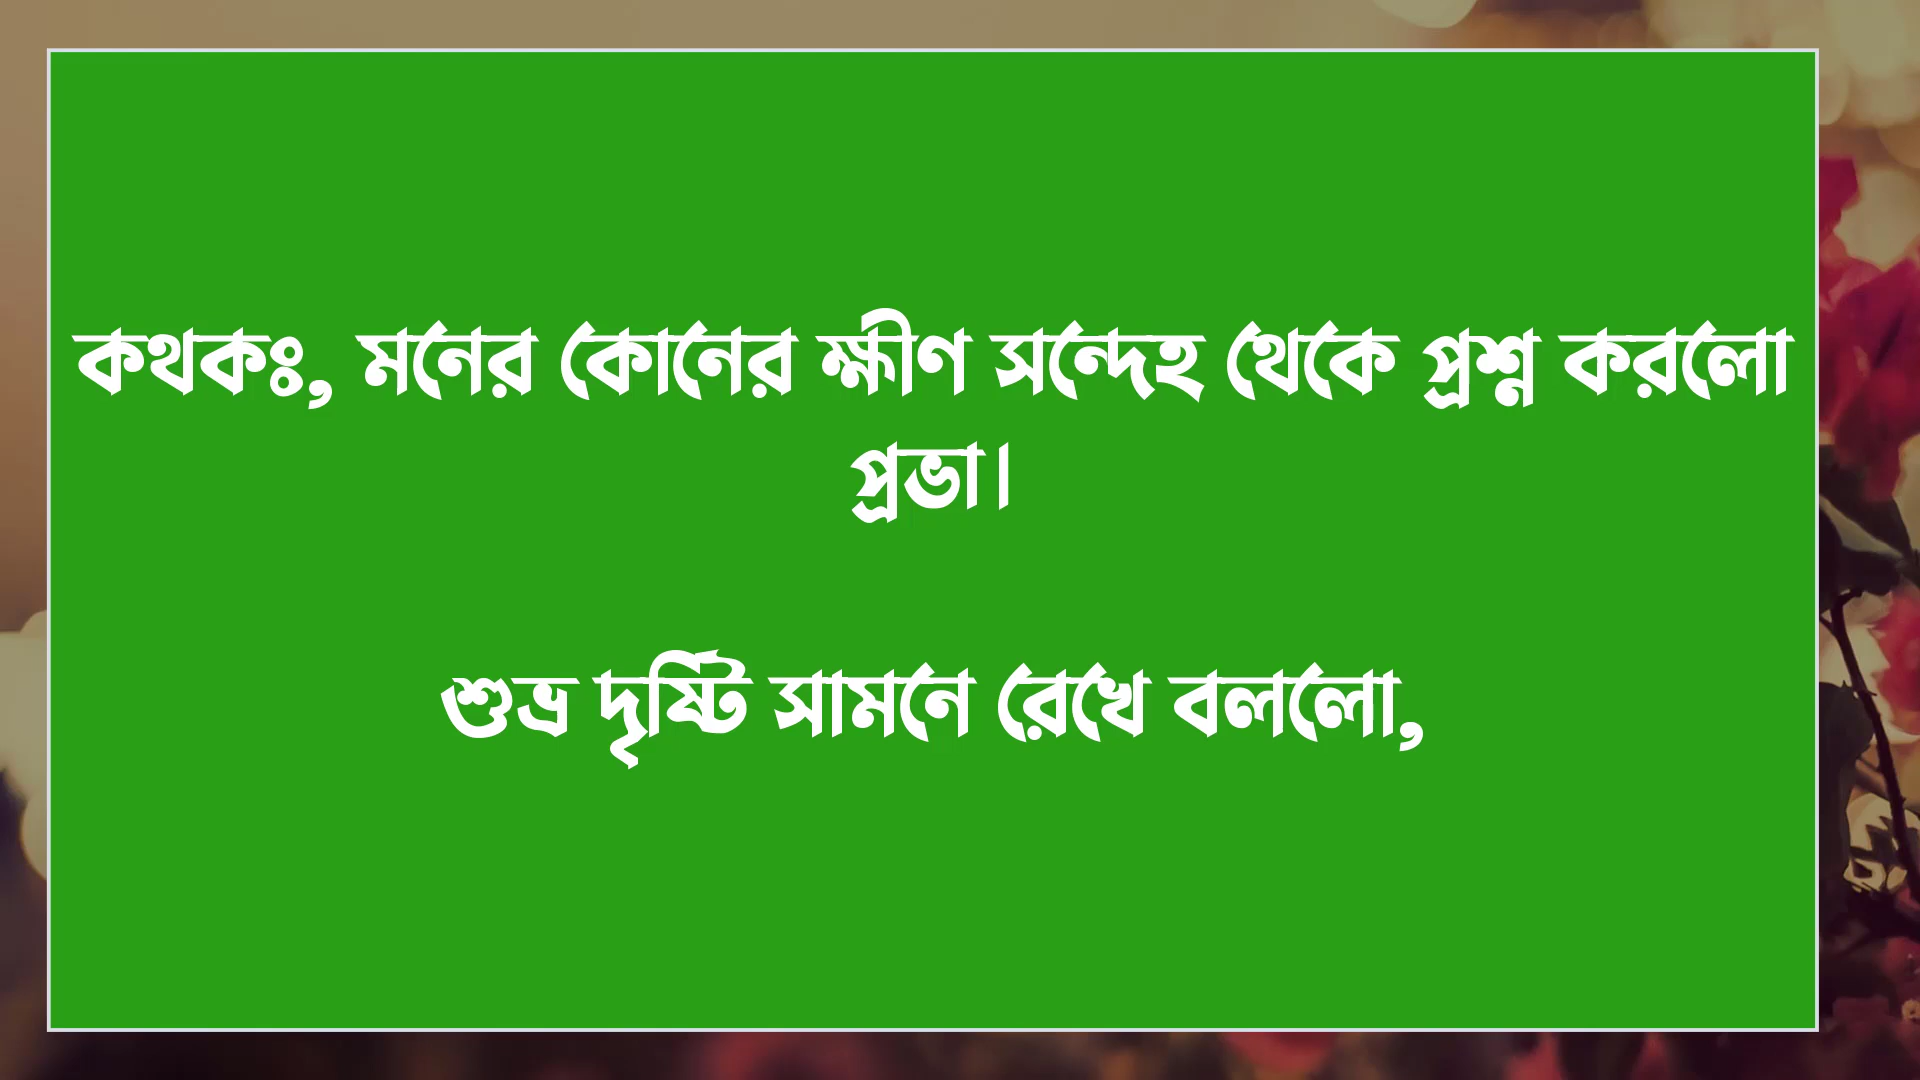 কথকঃ, মনের কোনের ক্ষীণ সন্দেহ থেকে প্রশ্ন করলো
প্রভা।
শুভ্র দৃষ্টি সামনে রেখে বললো,